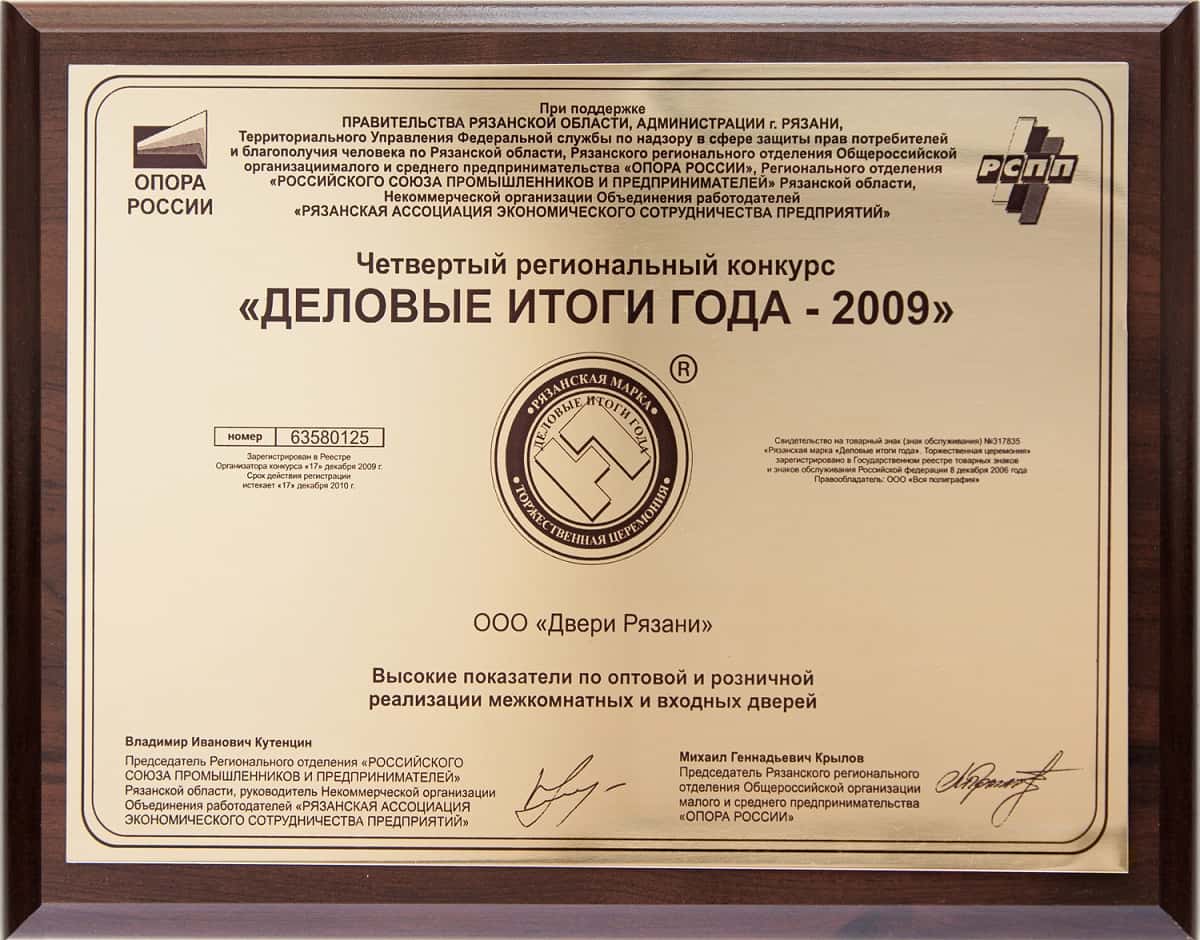 При поддержке
ПРАВИТЕЛЬСТВА РЯЗАНСКОЙ ОБЛАСТИ, АДМИНИСТРАЦИИ г. РЯЗАНИ,
Территориального Управления Федеральной службы по надзору в сфере защиты прав потребителей
и благополучия человека по Рязанской области, Рязанского регионального отделения Общероссийской
организациималого и среднего предпринимательства «ОПОРА РОССИИ», Регионального отделения
«РОССИЙСКОГО СОЮЗА ПРОМЫШЛЕННИКОВ И ПРЕДПРИНИМАТЕЛЕЙ» Рязанской области,
Некоммерческой организации Объединения работодателей
«РЯЗАНСКАЯ АССОЦИАЦИЯ ЭКОНОМИЧЕСКОГО СОТРУДНИЧЕСТВА ПРЕДПРИЯТИЙ»
ОПОРА
РОССИИ
РСПП
Четвертый региональный конкурс
«ДЕЛОВЫЕ ИТОГИ ГОДА - 2009»
®
РЯЗАНСКАЯ МАРКА
ДЕЛОВЫЕ ИТОГИ ГОДА
ТОРЖЕСТВЕННАЯ ЦЕРЕМОНИЯ
номер 63580125
Зарегистрирован в Реестре
Организатора конкурса «17» декабря 2009 г.
Срок действия регистрации
истекает «17» декабря 2010 г.
Свидетельство на товарный знак (знак обслуживания) №317835
«Рязанская марка «Деловые итоги года». Торжественная церемония»
зарегистрировано в Государственном реестре товарных знаков
и знаков обслуживания Российской федерации 8 декабря 2006 года
Правообладатель: ООО «Вся полиграфия»
ООО «Двери Рязани»
Высокие показатели по оптовой и розничной
реализации межкомнатных и входных дверей
Владимир Иванович Кутенцин
Председатель Регионального отделения «РОССИЙСКОГО
СОЮЗА ПРОМЫШЛЕННИКОВ И ПРЕДПРИНИМАТЕЛЕЙ»
Рязанской области, руководитель Некоммерческой организации
Объединения работодателей «РЯЗАНСКАЯ АССОЦИАЦИЯ
ЭКОНОМИЧЕСКОГО СОТРУДНИЧЕСТВА ПРЕДПРИЯТИЙ»
Михаил Геннадьевич Крылов
Председатель Рязанского регионального
отделения Общероссийской организации
малого и среднего предпринимательства
«ОПОРА РОССИИ»